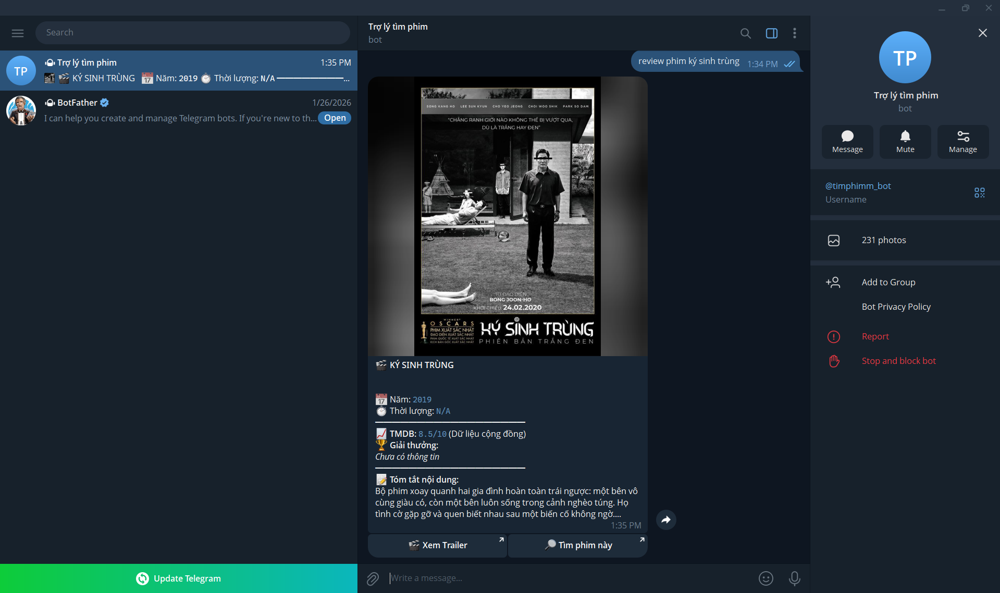 Search
Trợ lý tìm phim
1:35 PM
KÝ SINH TRÙNG 17 Năm: 2019 Thời lượng: N/A ————————...
BotFather
1/26/2026
I can help you create and manage Telegram bots. If you're new to th...
Open
Update Telegram
Trợ lý tìm phim
bot
review phim ký sinh trùng 1:34 PM
SONG KANG HO LEE SUN KYUN CHO YEO JEONG CHOI WOO SHIK PARK SO DAM
"CHẲNG RANH GIỚI NÀO KHÔNG THỂ BỊ VƯỢT QUA,
DÙ LÀ TRẮNG HAY ĐEN"
TỪ ĐẠO DIỄN
BONG JOON-HO
KHỞI CHIẾU 24.02.2020
WINNER
OSCARS
PHIM XUẤT SẮC NHẤT
ĐẠO DIỄN XUẤT SẮC NHẤT
PHIM QUỐC TẾ XUẤT SẮC NHẤT
KỊCH BẢN GỐC XUẤT SẮC NHẤT
KÝ SINH TRÙNG
PHIÊN BẢN TRẮNG ĐEN
KÝ SINH TRÙNG
17 Năm: 2019
Thời lượng: N/A
TMDB: 8.5/10 (Dữ liệu cộng đồng)
Giải thưởng:
Chưa có thông tin
Tóm tắt nội dung:
Bộ phim xoay quanh hai gia đình hoàn toàn trái ngược: một bên vô
cùng giàu có, còn một bên luôn sống trong cảnh nghèo túng. Họ
tình cờ gặp gỡ và quen biết nhau sau một biến cố không ngờ....
1:35 PM
Xem Trailer
Tìm phim này
Write a message...
TP
TP
Trợ lý tìm phim
bot
Message
Mute
Manage
@timphimm_bot
Username
231 photos
Add to Group
Bot Privacy Policy
Report
Stop and block bot